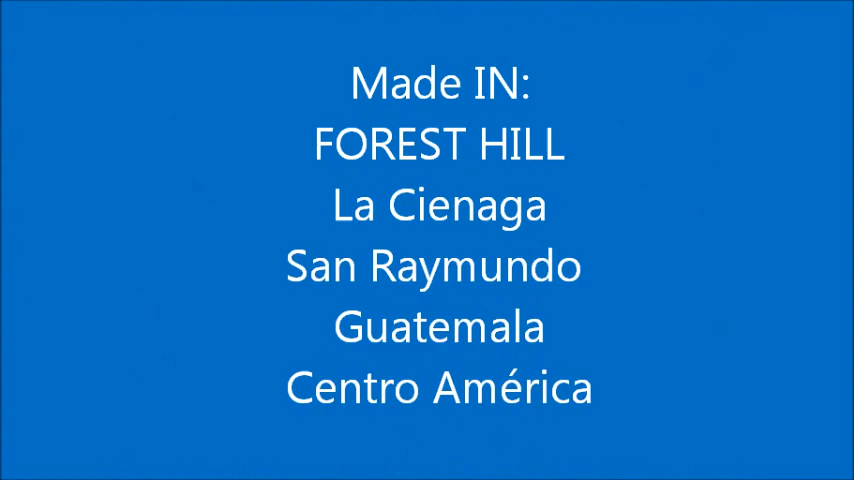 Made IN:
FOREST HILL
La Cienaga
San Raymundo
Guatemala
Centro América